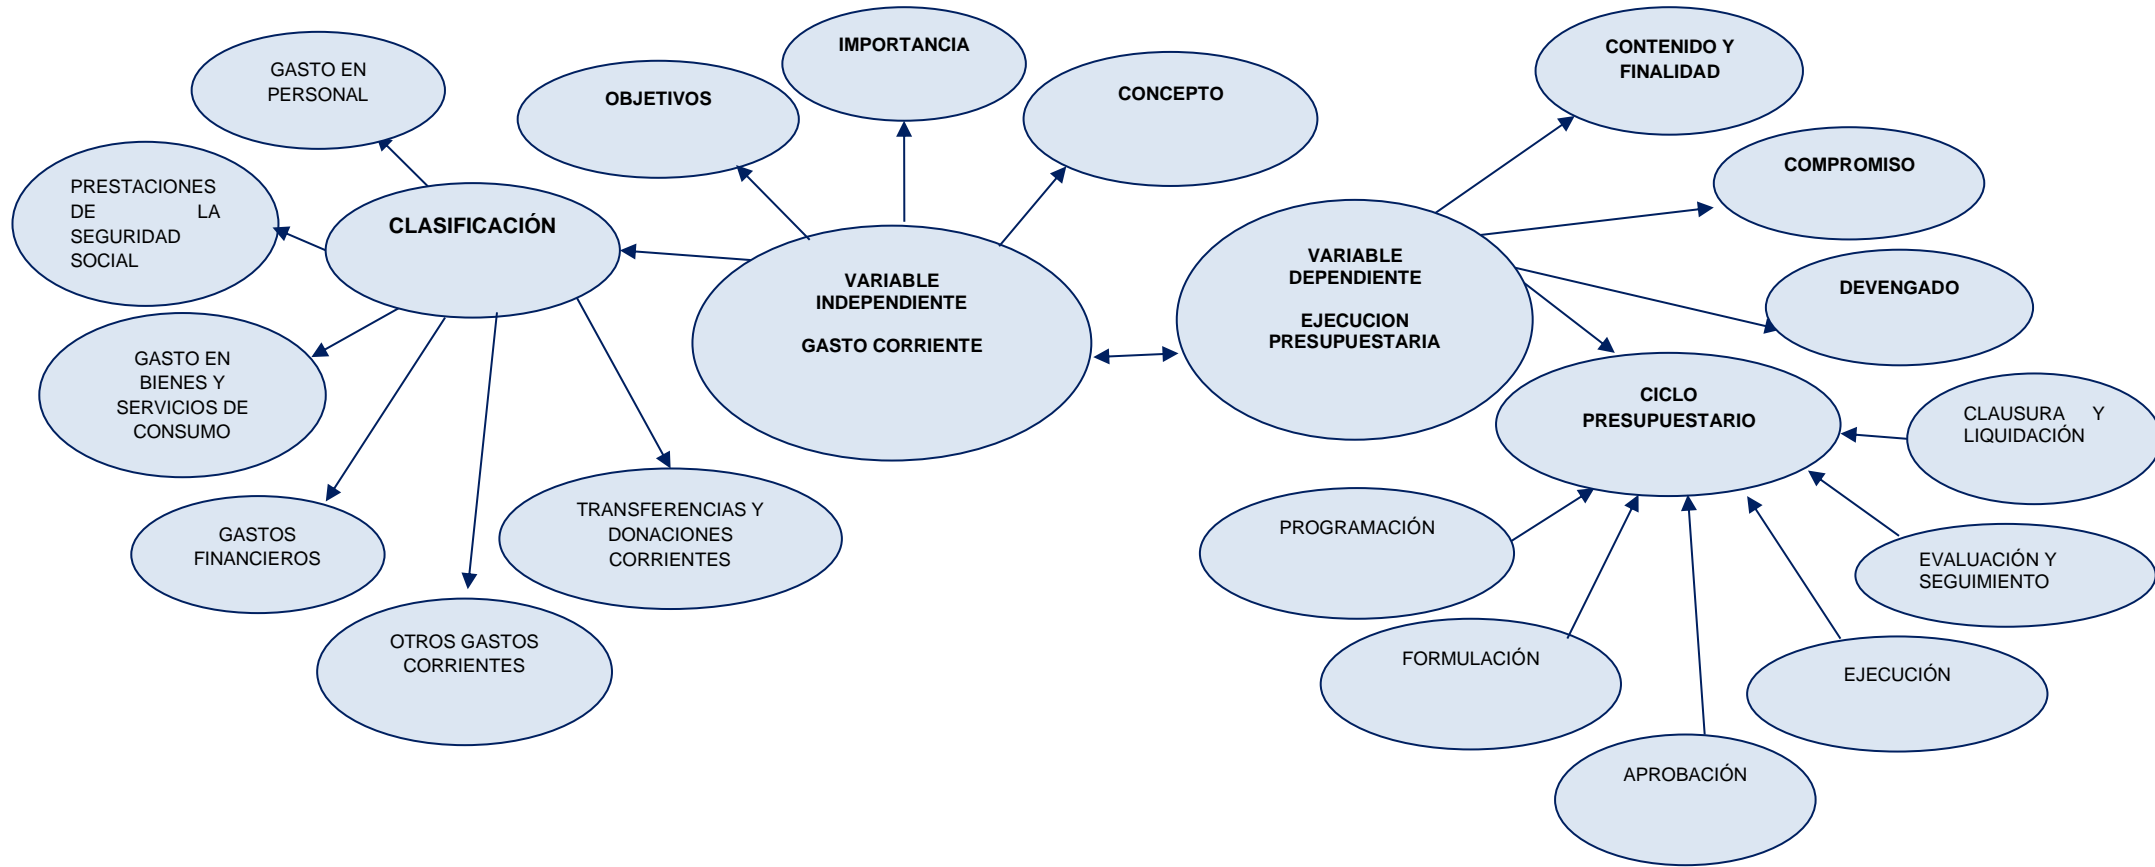 GASTO EN
PERSONAL
PRESTACIONES
DE LA
SEGURIDAD
SOCIAL
CLASIFICACIÓN
GASTO EN
BIENES Y
SERVICIOS DE
CONSUMO
GASTOS
FINANCIEROS
OTROS GASTOS
CORRIENTES
TRANSFERENCIAS Y
DONACIONES
CORRIENTES
OBJETIVOS
IMPORTANCIA
CONCEPTO
VARIABLE
INDEPENDIENTE
GASTO CORRIENTE
VARIABLE
DEPENDIENTE
EJECUCION
PRESUPUESTARIA
CONTENIDO Y
FINALIDAD
COMPROMISO
DEVENGADO
CICLO
PRESUPUESTARIO
CLAUSURA Y
LIQUIDACIÓN
EVALUACIÓN Y
SEGUIMIENTO
EJECUCIÓN
APROBACIÓN
FORMULACIÓN
PROGRAMACIÓN